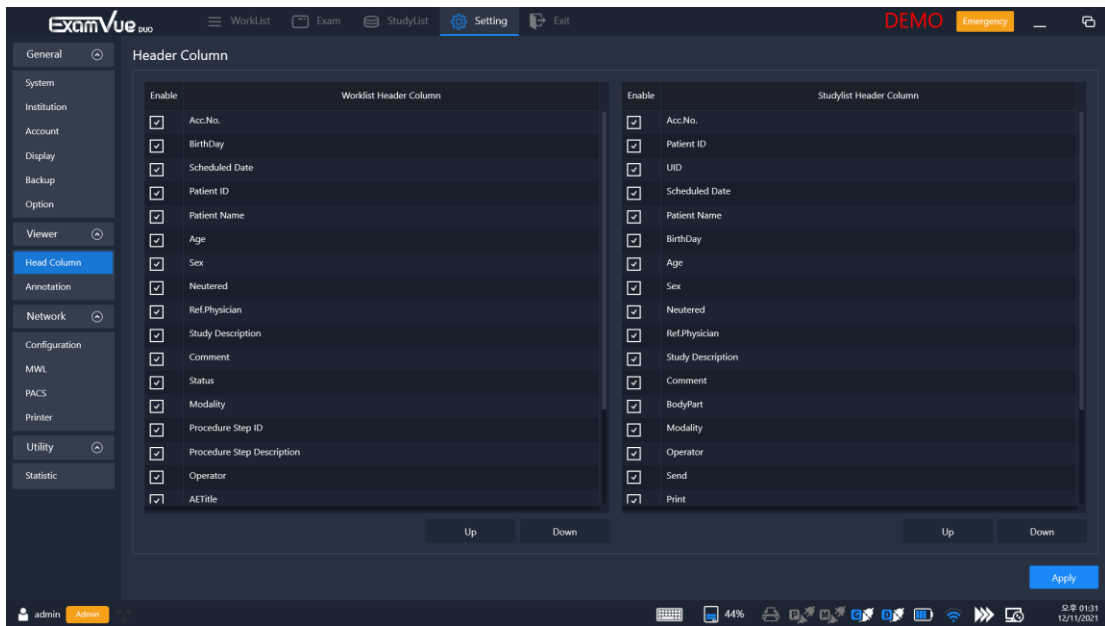 ExamVue DUO
WorkList
Exam
StudyList
Setting
Exit
DEMO
Emergency
General
System
Institution
Account
Display
Backup
Option
Viewer
Head Column
Annotation
Network
Configuration
MWL
PACS
Printer
Utility
Statistic
Header Column
Enable
Worklist Header Column
Acc.No.
BirthDay
Scheduled Date
Patient ID
Patient Name
Age
Sex
Neutered
Ref.Physician
Study Description
Comment
Status
Modality
Procedure Step ID
Procedure Step Description
Operator
AETitle
Up
Down
Enable
Studylist Header Column
Acc.No.
Patient ID
UID
Scheduled Date
Patient Name
BirthDay
Age
Sex
Neutered
Ref.Physician
Study Description
Comment
BodyPart
Modality
Operator
Send
Print
Up
Down
Apply
admin
Admin
44%
오후 01:31
12/11/2021